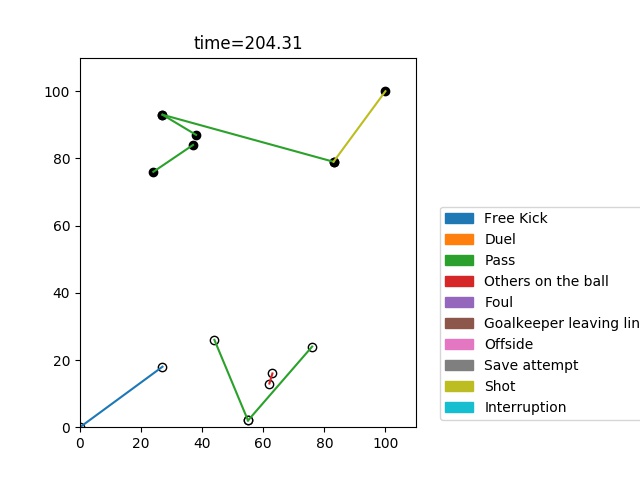 time=204.31
100
80
60
40
20
0
0 20 40 60 80 100
Free Kick
Duel
Pass
Others on the ball
Foul
Goalkeeper leaving lin
Offside
Save attempt
Shot
Interruption